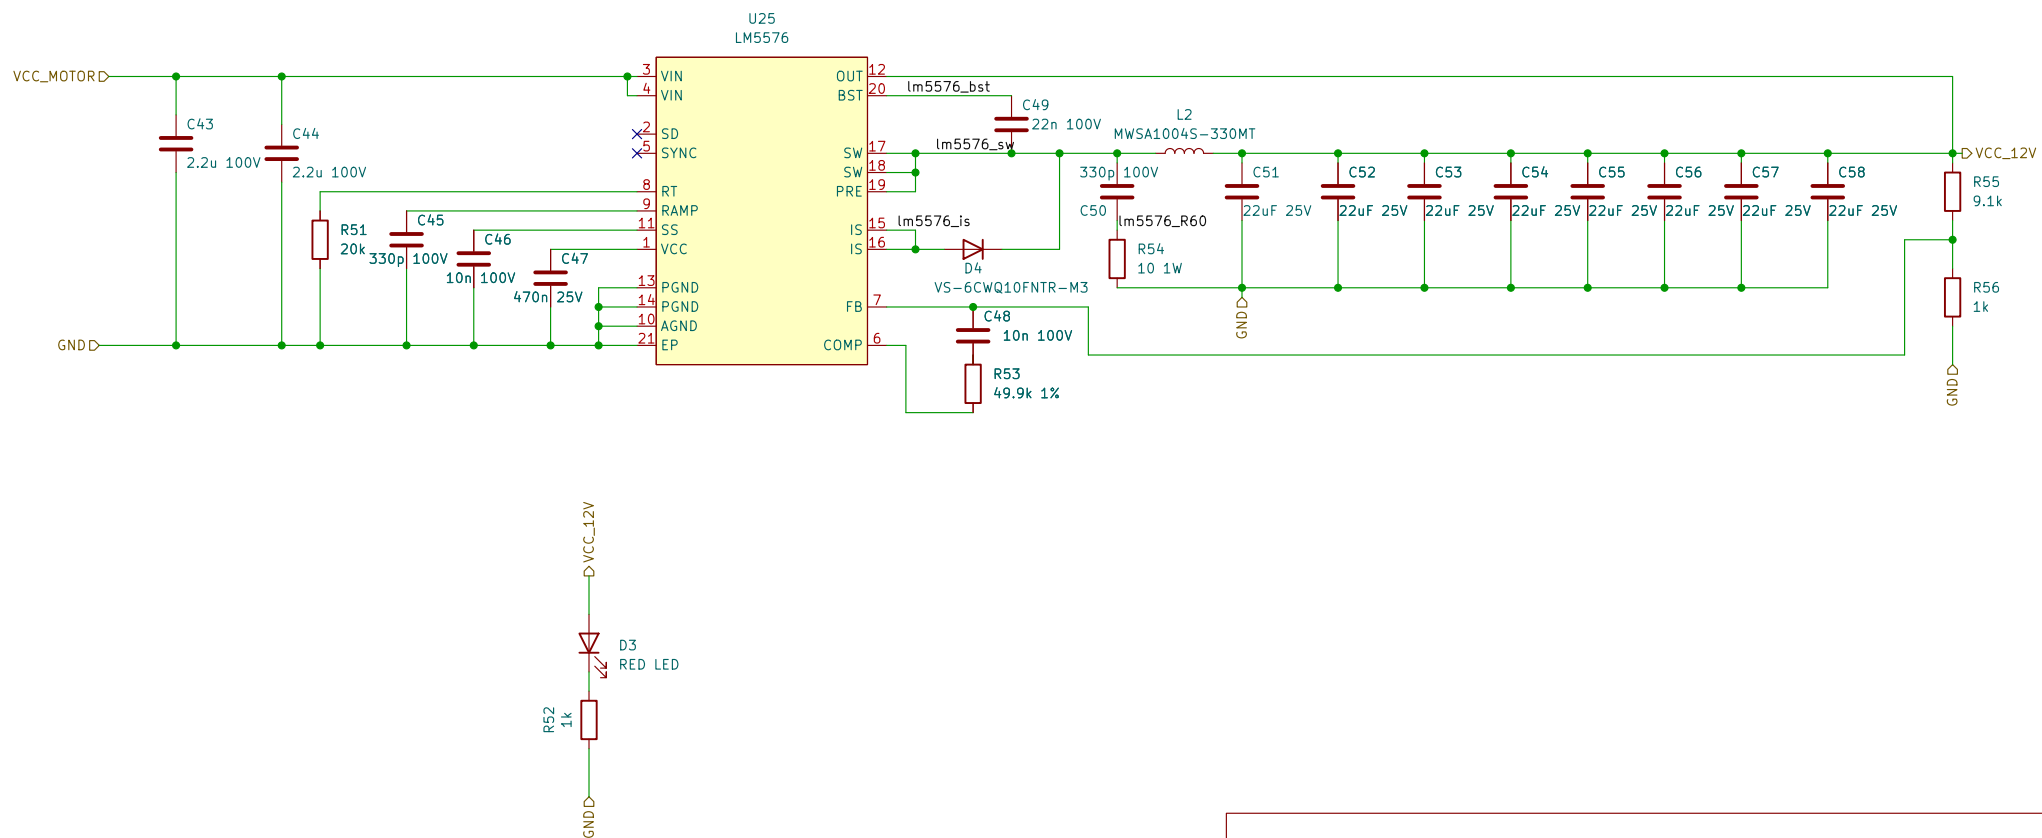 U25
LM5576
VCC_MOTOR
3 VIN
4 VIN
2 SD
5 SYNC
8 RT
9 RAMP
11 SS
1 VCC
13 PGND
14 PGND
10 AGND
21 EP
OUT 12
BST 20
SW 17
SW 18
PRE 19
IS 15
IS 16
FB 7
COMP 6
C43
2.2u 100V
C44
2.2u 100V
R51
20k
C45
330p 100V
C46
10n 100V
C47
470n 25V
GND
lm5576_bst
C49
22n 100V
lm5576_sw
L2
MWSA1004S-330MT
lm5576_is
D4
VS-6CWQ10FNTR-M3
330p 100V
C50
lm5576_R60
R54
10 1W
C48
10n 100V
R53
49.9k 1%
C51
22uF 25V
C52
22uF 25V
C53
22uF 25V
C54
22uF 25V
C55
22uF 25V
C56
22uF 25V
C57
22uF 25V
C58
22uF 25V
GND
VCC_12V
R55
9.1k
R56
1k
GND
VCC_12V
D3
RED LED
R52
1k
GND